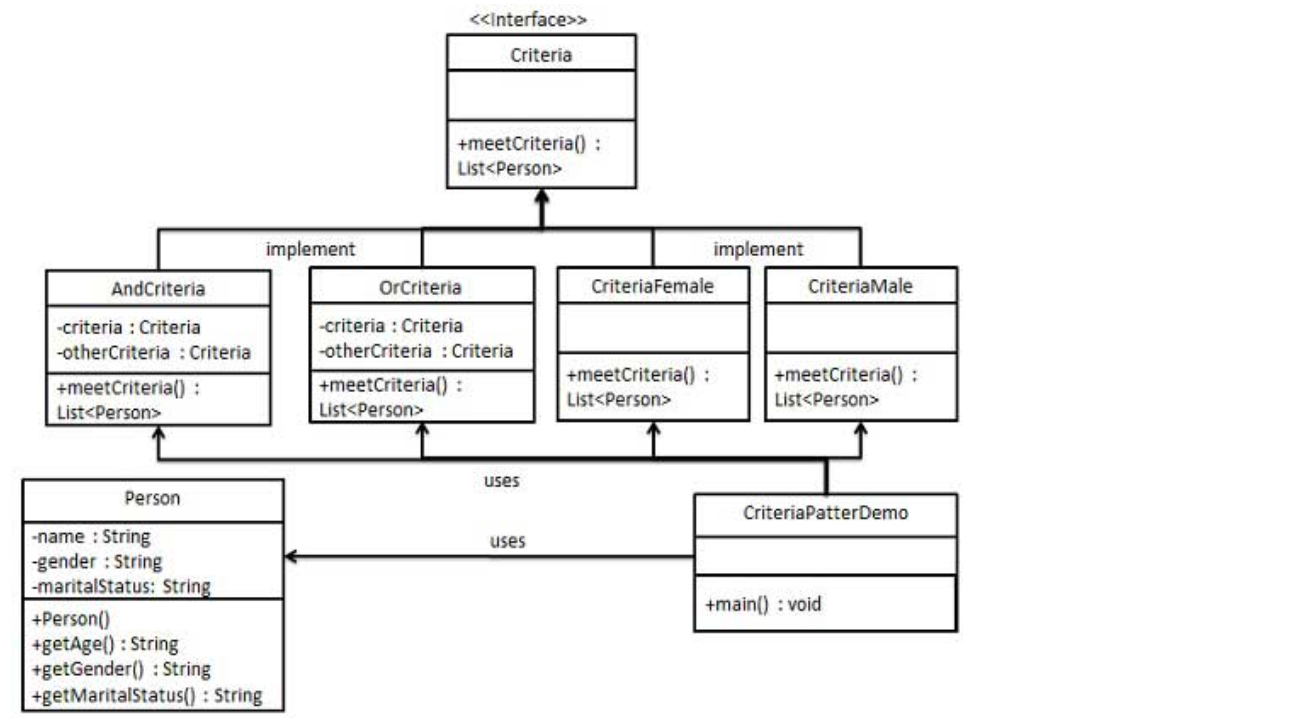 <<Interface>>
Criteria
+meetCriteria() :
List<Person>
implement
implement
AndCriteria
-criteria : Criteria
-otherCriteria : Criteria
+meetCriteria() :
List<Person>
OrCriteria
-criteria : Criteria
-otherCriteria : Criteria
+meetCriteria() :
List<Person>
CriteriaFemale
+meetCriteria() :
List<Person>
CriteriaMale
+meetCriteria() :
List<Person>
uses
Person
-name : String
-gender : String
-maritalStatus: String
+Person()
+getAge() : String
+getGender() : String
+getMaritalStatus() : String
uses
CriteriaPatterDemo
+main() : void